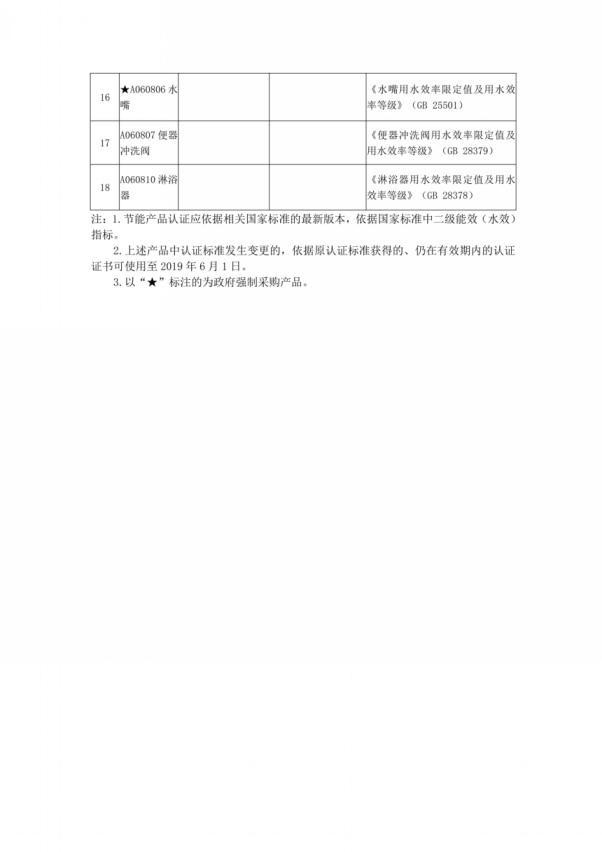 16
★A060806 水
嘴
《水嘴用水效率限定值及用水效
率等级》（GB 25501）
17
A060807 便器
冲洗阀
《便器冲洗阀用水效率限定值及
用水效率等级》（GB 28379）
18
A060810 淋浴
器
《淋浴器用水效率限定值及用水
效率等级》（GB 28378）
注：1.节能产品认证应依据相关国家标准的最新版本，依据国家标准中二级能效（水效）
指标。
2.上述产品中认证标准发生变更的，依据原认证标准获得的、仍在有效期内的认证
证书可使用至 2019 年 6 月 1 日。
3.以“★”标注的为政府强制采购产品。